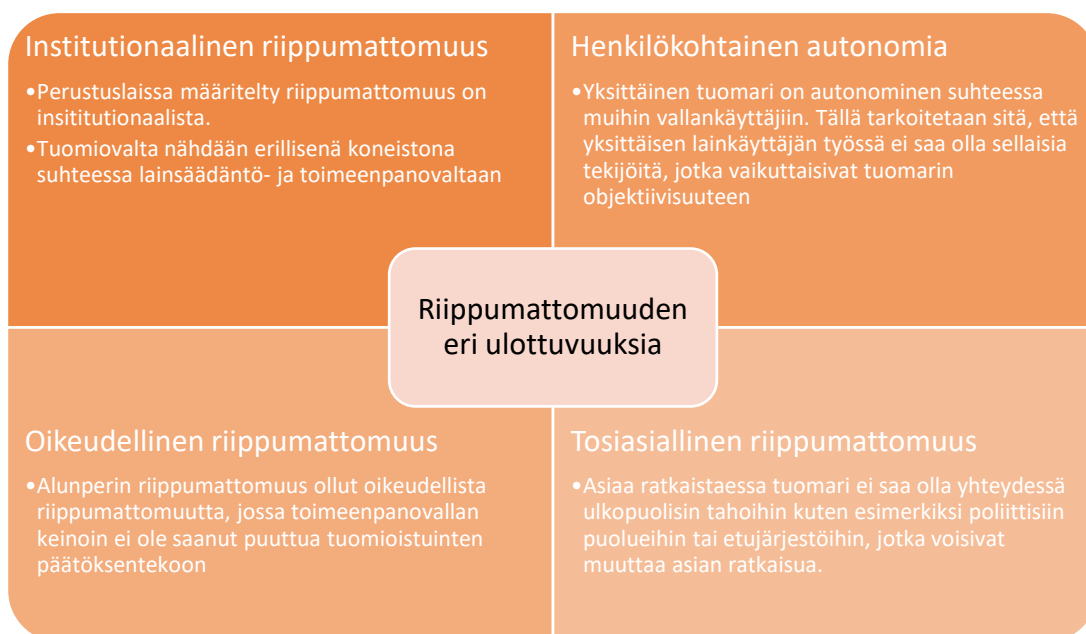 Institutionaalinen riippumattomuus
•Perustuslaissa määritelty riippumattomuus on
insititutionaalista.
•Tuomiovalta nähdään erillisenä koneistona
suhteessa lainsäädäntö- ja toimeenpanovaltaan
Henkilökohtainen autonomia
•Yksittäinen tuomari on autonominen suhteessa
muihin vallankäyttäjiin. Tällä tarkoitetaan sitä, että
yksittäisen lainkäyttäjän työssä ei saa olla sellaisia
tekijöitä, jotka vaikuttaisivat tuomarin
objektiivisuuteen
Riippumattomuuden
eri ulottuvuuksia
Oikeudellinen riippumattomuus
•Alunperin riippumattomuus ollut oikeudellista
riippumattomuutta, jossa toimeenpanovallan
keinoin ei ole saanut puuttua tuomioistuinten
päätöksentekoon
Tosiasiallinen riippumattomuus
•Asiaa ratkaistaessa tuomari ei saa olla yhteydessä
ulkopuolisin tahoihin kuten esimerkiksi poliittisiin
puolueihin tai etujärjestöihin, jotka voisivat
muuttaa asian ratkaisua.